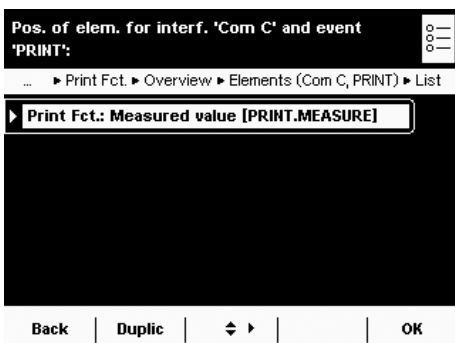 Pos. of elem. for interf. 'Com C' and event
'PRINT':
... ▸ Print Fct. ▸ Overview ▸ Elements (Com C, PRINT) ▸ List
Print Fct.: Measured value [PRINT.MEASURE]
Back | Duplic | | | OK